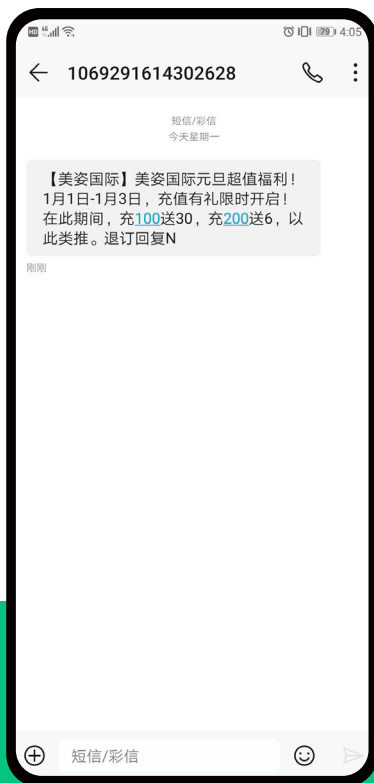 HD 46 79 4:05
1069291614302628
短信/彩信
今天星期一
【美姿国际】美姿国际元旦超值福利！
1月1日-1月3日，充值有礼限时开启！
在此期间，充100送30，充200送6，以
此类推。退订回复N
刚刚
短信/彩信